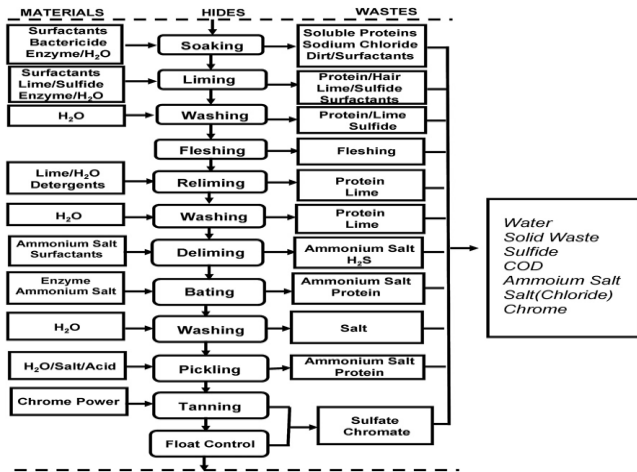 MATERIALS HIDES WASTES
Surfactants
Bactericide
Enzyme/H₂O
Soaking
Soluble Proteins
Sodium Chloride
Dirt/Surfactants
Surfactants
Lime/Sulfide
Enzyme/H₂O
Liming
Protein/Hair
Lime/Sulfide
Surfactants
H₂O
Washing
Protein/Lime
Sulfide
Fleshing
Fleshing
Lime/H₂O
Detergents
Reliming
Protein
Lime
H₂O
Washing
Protein
Lime
Ammonium Salt
Surfactants
Deliming
Ammonium Salt
H₂S
Enzyme
Ammonium Salt
Bating
Ammonium Salt
Protein
H₂O
Washing
Salt
H₂O/Salt/Acid
Pickling
Ammonium Salt
Protein
Chrome Power
Tanning
Float Control
Sulfate
Chromate
Water
Solid Waste
Sulfide
COD
Ammoium Salt
Salt(Chloride)
Chrome